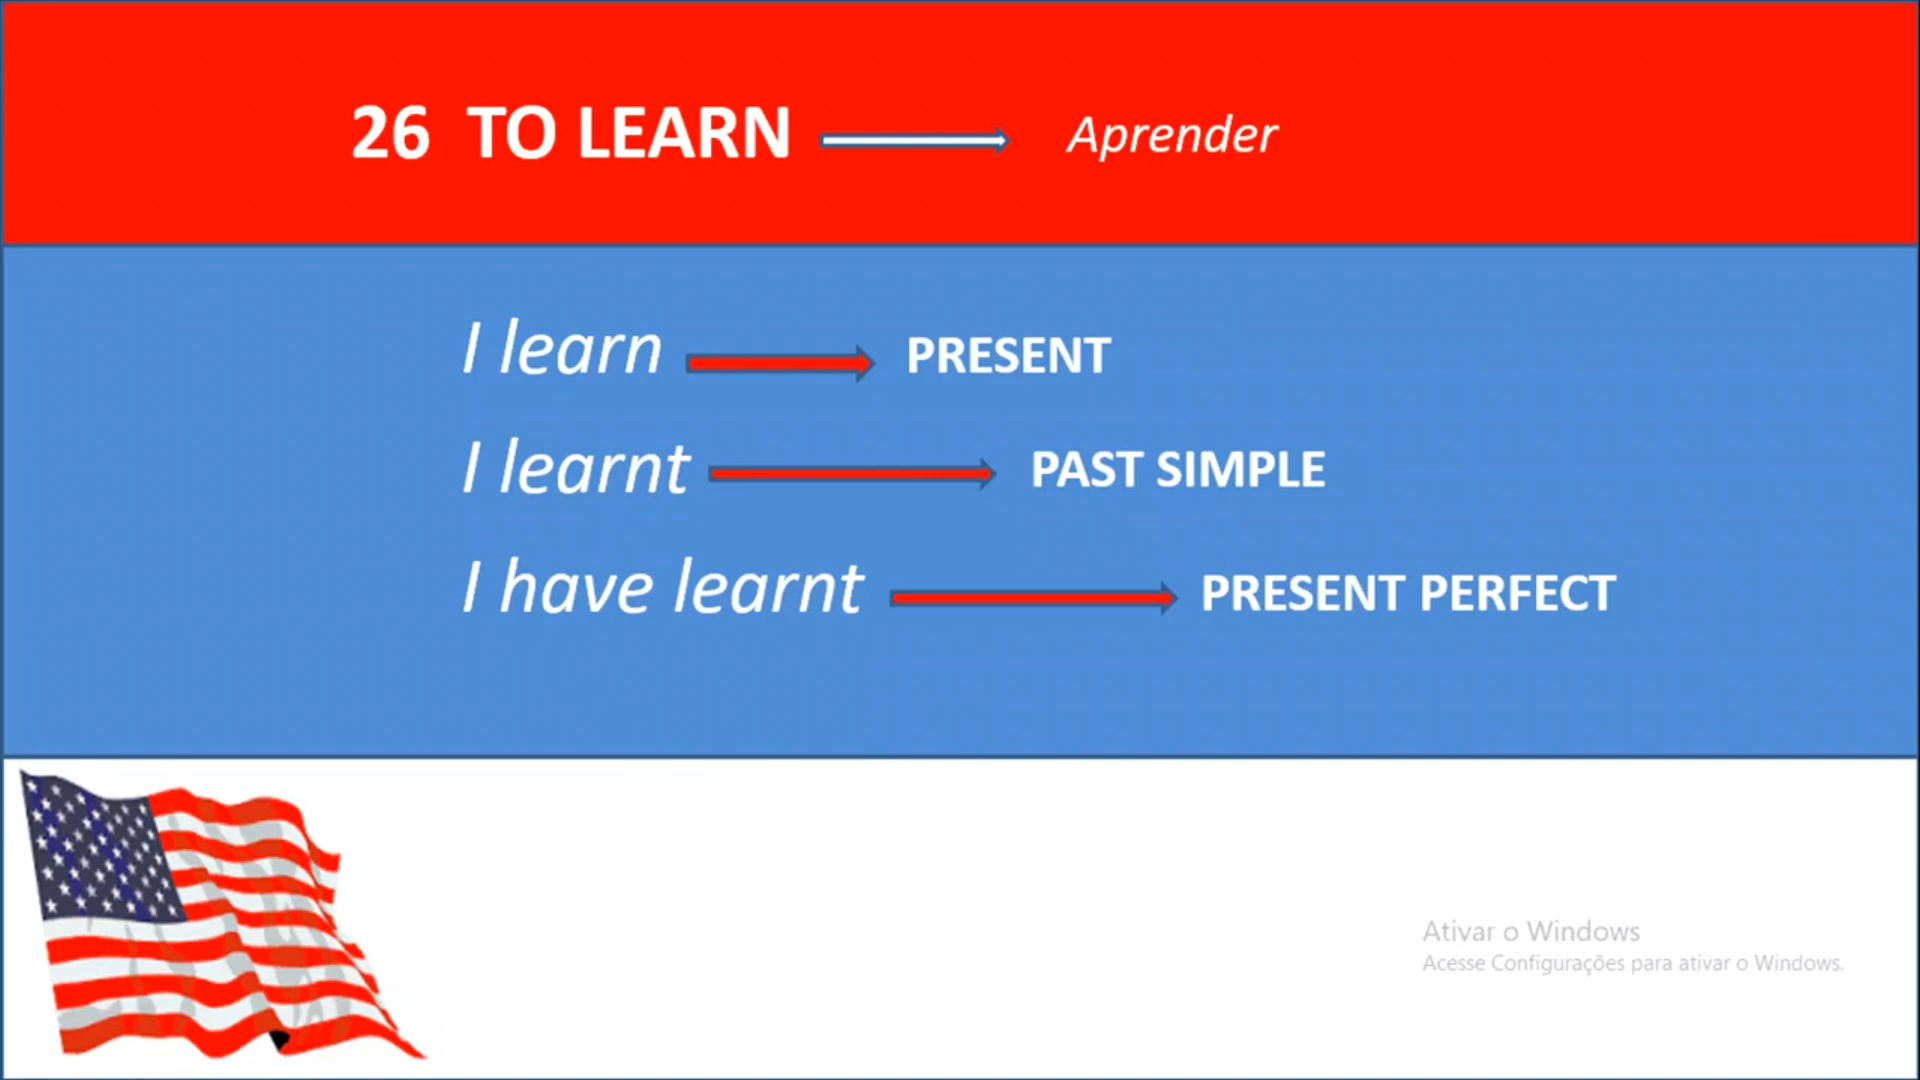 26 TO LEARN Aprender
I learn PRESENT
I learnt PAST SIMPLE
I have learnt PRESENT PERFECT
Ativar o Windows
Acesse Configurações para ativar o Windows.